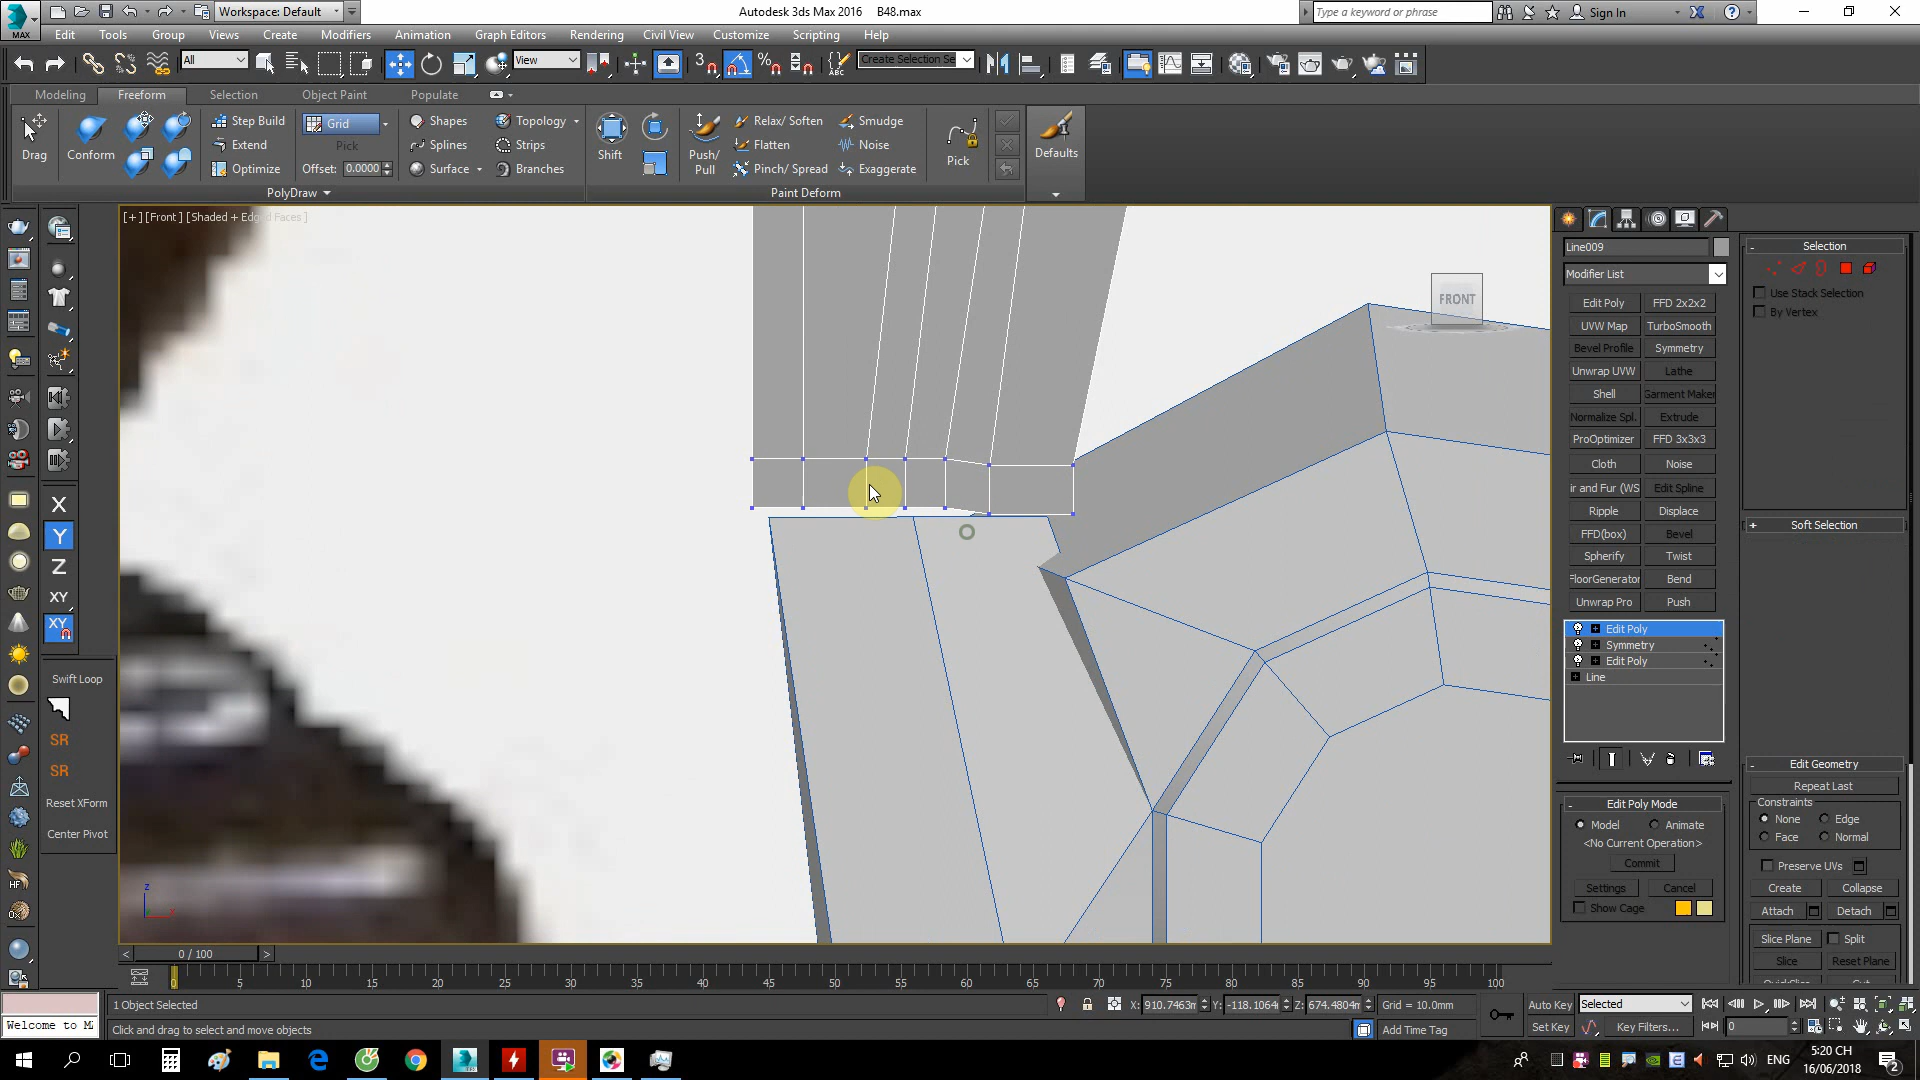 MAX
Workspace: Default
Autodesk 3ds Max 2016 B48.max
Type a keyword or phrase
Sign In
Edit Tools Group Views Create Modifiers Animation Graph Editors Rendering Civil View Customize Scripting Help
All
View
3
ABC
Create Selection Se
Modeling Freeform Selection Object Paint Populate
Drag
Conform
Step Build
Extend
Optimize
Grid
Pick
Offset: 0.0000
Shapes
Splines
Surface
Topology
Strips
Branches
Shift
Push/
Pull
Relax/ Soften
Flatten
Pinch/ Spread
Smudge
Noise
Exaggerate
Pick
Defaults
PolyDraw
Paint Deform
[+] [Front] [Shaded + Edged Faces]
FRONT
X
Y
Z
XY
XY
Swift Loop
SR
SR
Reset XForm
Center Pivot
HF
Line009
Modifier List
Edit Poly FFD 2x2x2
UVW Map TurboSmooth
Bevel Profile Symmetry
Unwrap UVW Lathe
Shell Garment Maker
Normalize Spl. Extrude
ProOptimizer FFD 3x3x3
Cloth Noise
ir and Fur (WS Edit Spline
Ripple Displace
FFD(box) Bevel
Spherify Twist
FloorGenerator Bend
Unwrap Pro Push
Edit Poly
Symmetry
Edit Poly
Line
Edit Poly Mode
Model Animate
<No Current Operation>
Commit
Settings Cancel
Show Cage
Selection
Use Stack Selection
By Vertex
Soft Selection
Edit Geometry
Repeat Last
Constraints
None Edge
Face Normal
Preserve UVs
Create Collapse
Attach Detach
Slice Plane Split
Slice Reset Plane
0 / 100
0 5 10 15 20 25 30 35 40 45 50 55 60 65 70 75 80 85 90 95 100
1 Object Selected
X: 910.7463m Y: -118.1064 Z: 674.4804m Grid = 10.0mm
Auto Key Selected
Welcome to M
Click and drag to select and move objects
Add Time Tag
Set Key Key Filters... 0
ENG
5:20 CH
16/06/2018
2